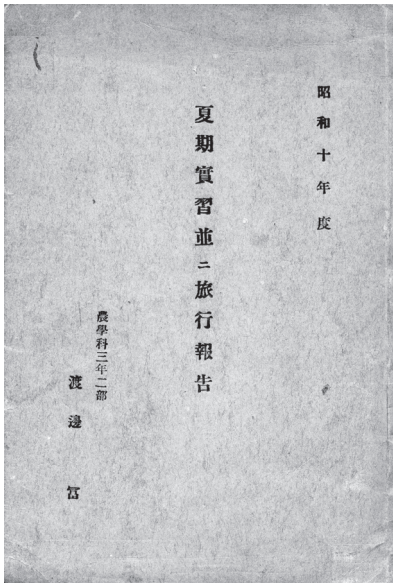 昭和十年度
夏期實習並ニ旅行報告
農學科三年二部
渡邊冨